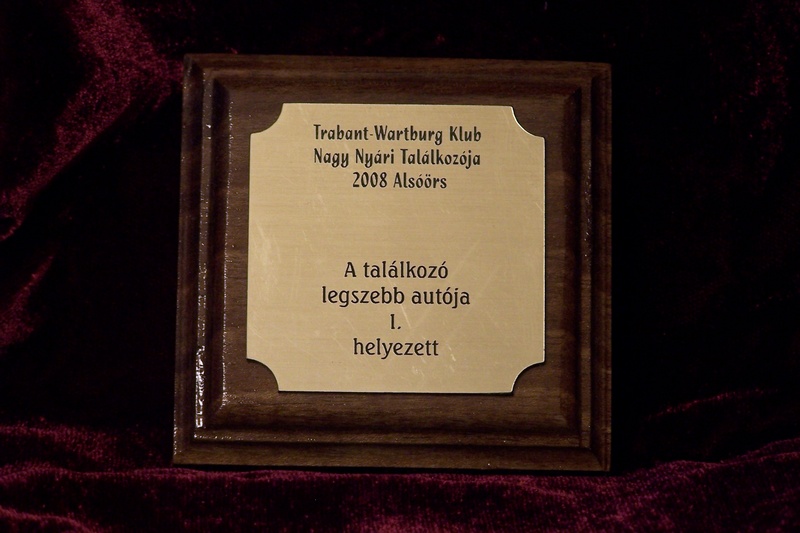 Trabant-Wartburg Klub
Nagy Nyári Találkozója
2008 Alsóörs
A találkozó
legszebb autója
I.
helyezett